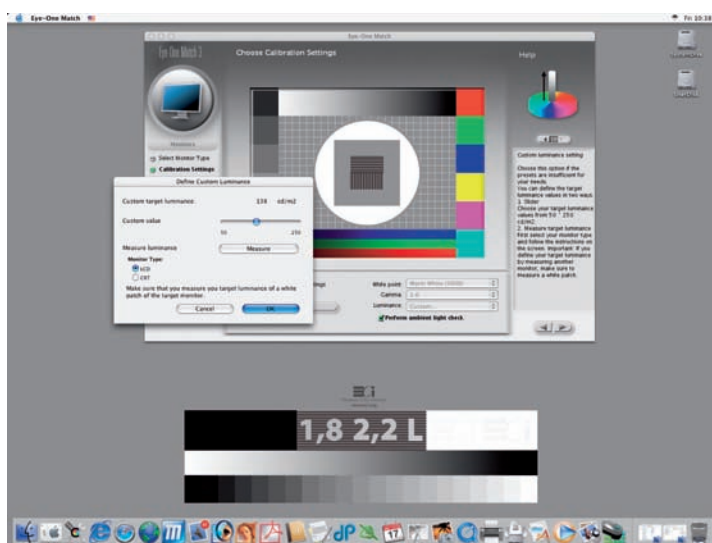 Eye-One Match
Fri 10:38
Eye-One Match
Eye-One Match 3
Choose Calibration Settings
Help
Monitors
Select Monitor Type
Calibration Settings
Define Custom Luminance
Custom target luminance:
cd/m2
Custom value
50
250
Measure luminance
Measure
Monitor Type:
LCD
CRT
Make sure that you measure you target luminance of a white
patch of the target monitor.
Cancel
OK
White point:
Gamma:
Luminance:
Custom...
Perform ambient light check.
Custom luminance setting
Choose this option if the
presets are insufficient for
your needs.
You can define the target
luminance values in two ways:
1. Slider
Choose your target luminance
values from 50 ~ 250
cd/m2.
2. Measure target luminance
First select your monitor type
and follow the instructions on
the screen. Important: If you
define your target luminance
by measuring another
monitor, make sure to
measure a white patch.
1,8 2,2 L
17